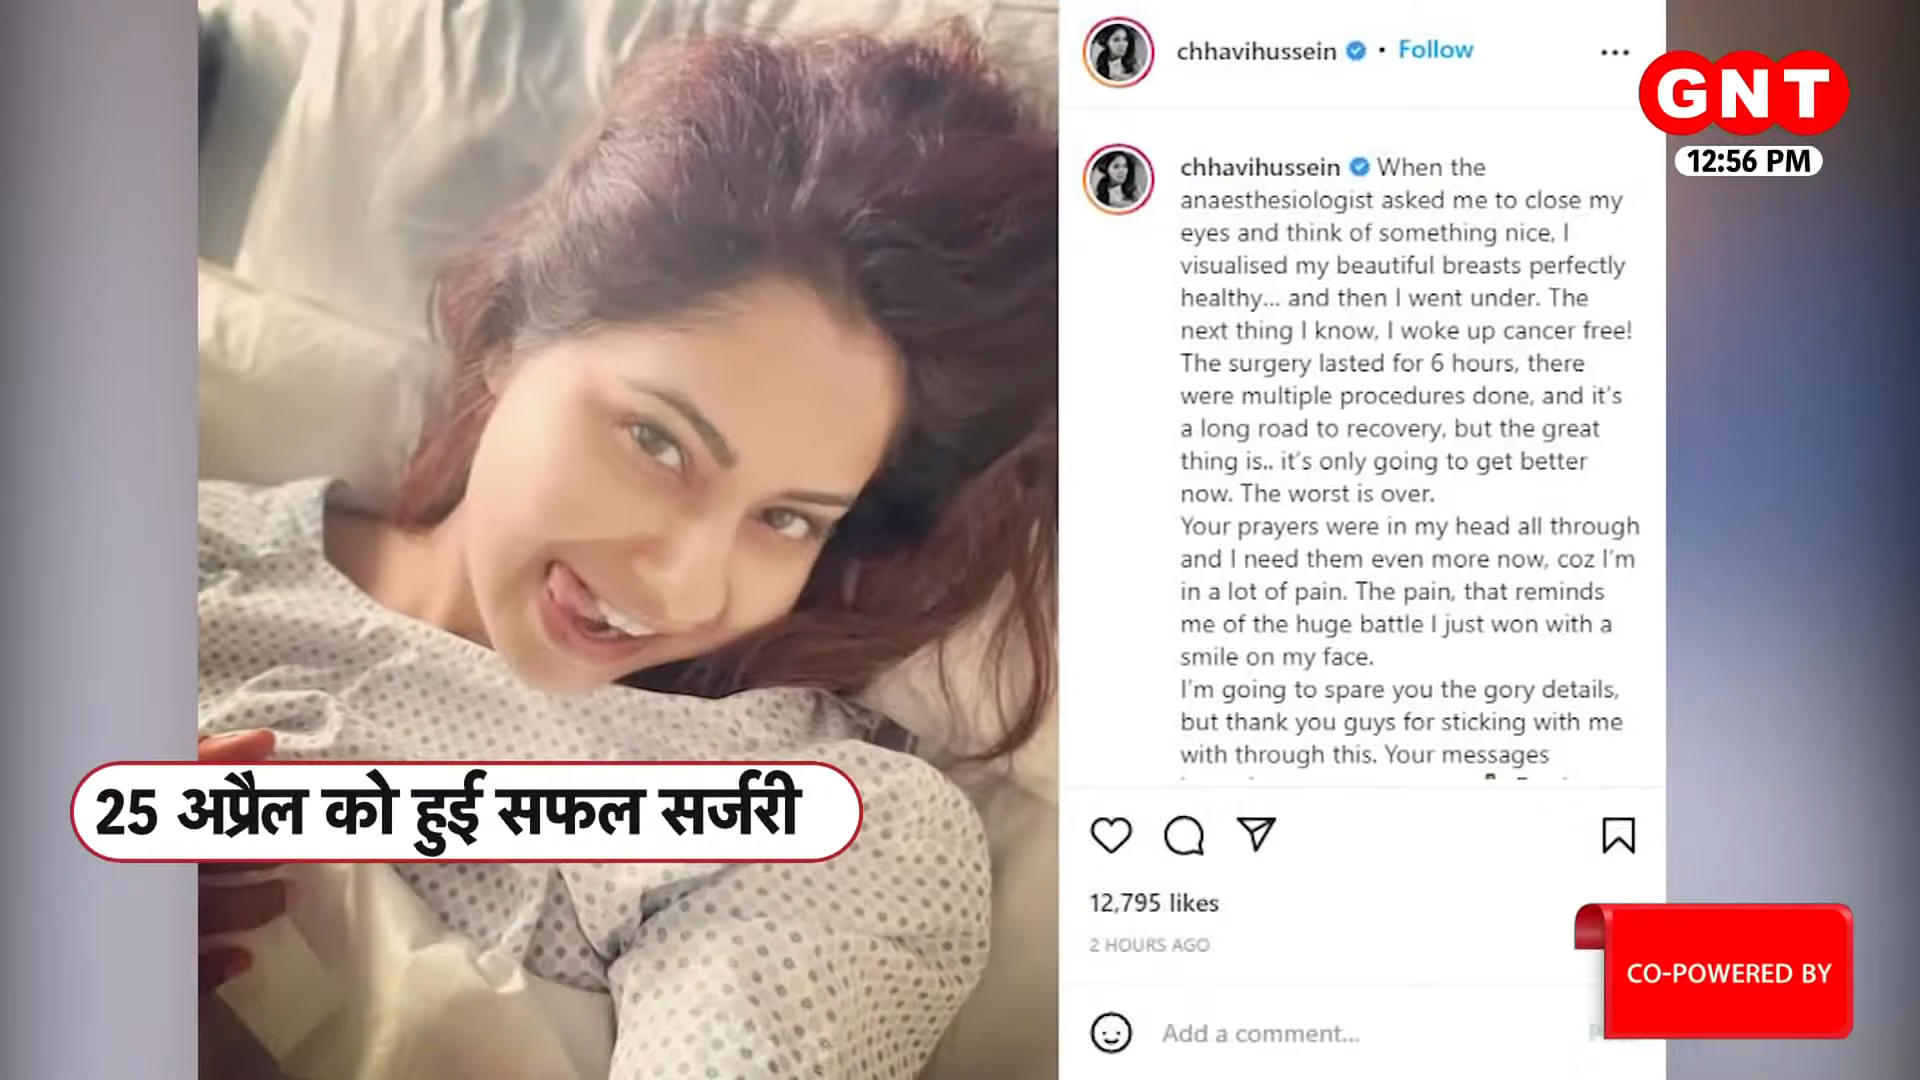 chhavihussein • Follow
GNT
12:56 PM
chhavihussein When the
anaesthesiologist asked me to close my
eyes and think of something nice, I
visualised my beautiful breasts perfectly
healthy... and then I went under. The
next thing I know, I woke up cancer free!
The surgery lasted for 6 hours, there
were multiple procedures done, and it's
a long road to recovery, but the great
thing is.. it's only going to get better
now. The worst is over.
Your prayers were in my head all through
and I need them even more now, coz I'm
in a lot of pain. The pain, that reminds
me of the huge battle I just won with a
smile on my face.
I'm going to spare you the gory details,
but thank you guys for sticking with me
with through this. Your messages
25 अप्रैल को हुई सफल सर्जरी
12,795 likes
2 HOURS AGO
Add a comment...
CO-POWERED BY